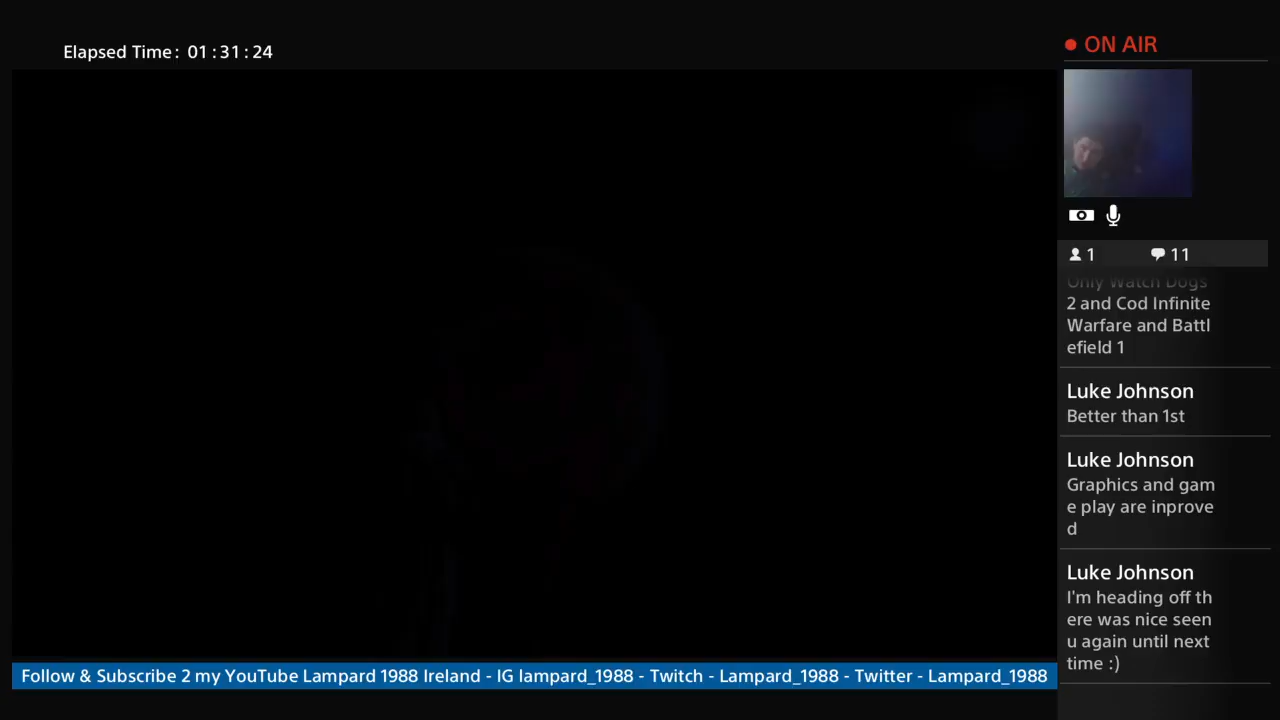 Elapsed Time: 01:31:24
ON AIR
1
11
Only Watch Dogs
2 and Cod Infinite
Warfare and Battl
efield 1
Luke Johnson
Better than 1st
Luke Johnson
Graphics and gam
e play are inprove
d
Luke Johnson
I'm heading off th
ere was nice seen
u again until next
time :)
Follow & Subscribe 2 my YouTube Lampard 1988 Ireland - IG lampard_1988 - Twitch - Lampard_1988 - Twitter - Lampard_1988